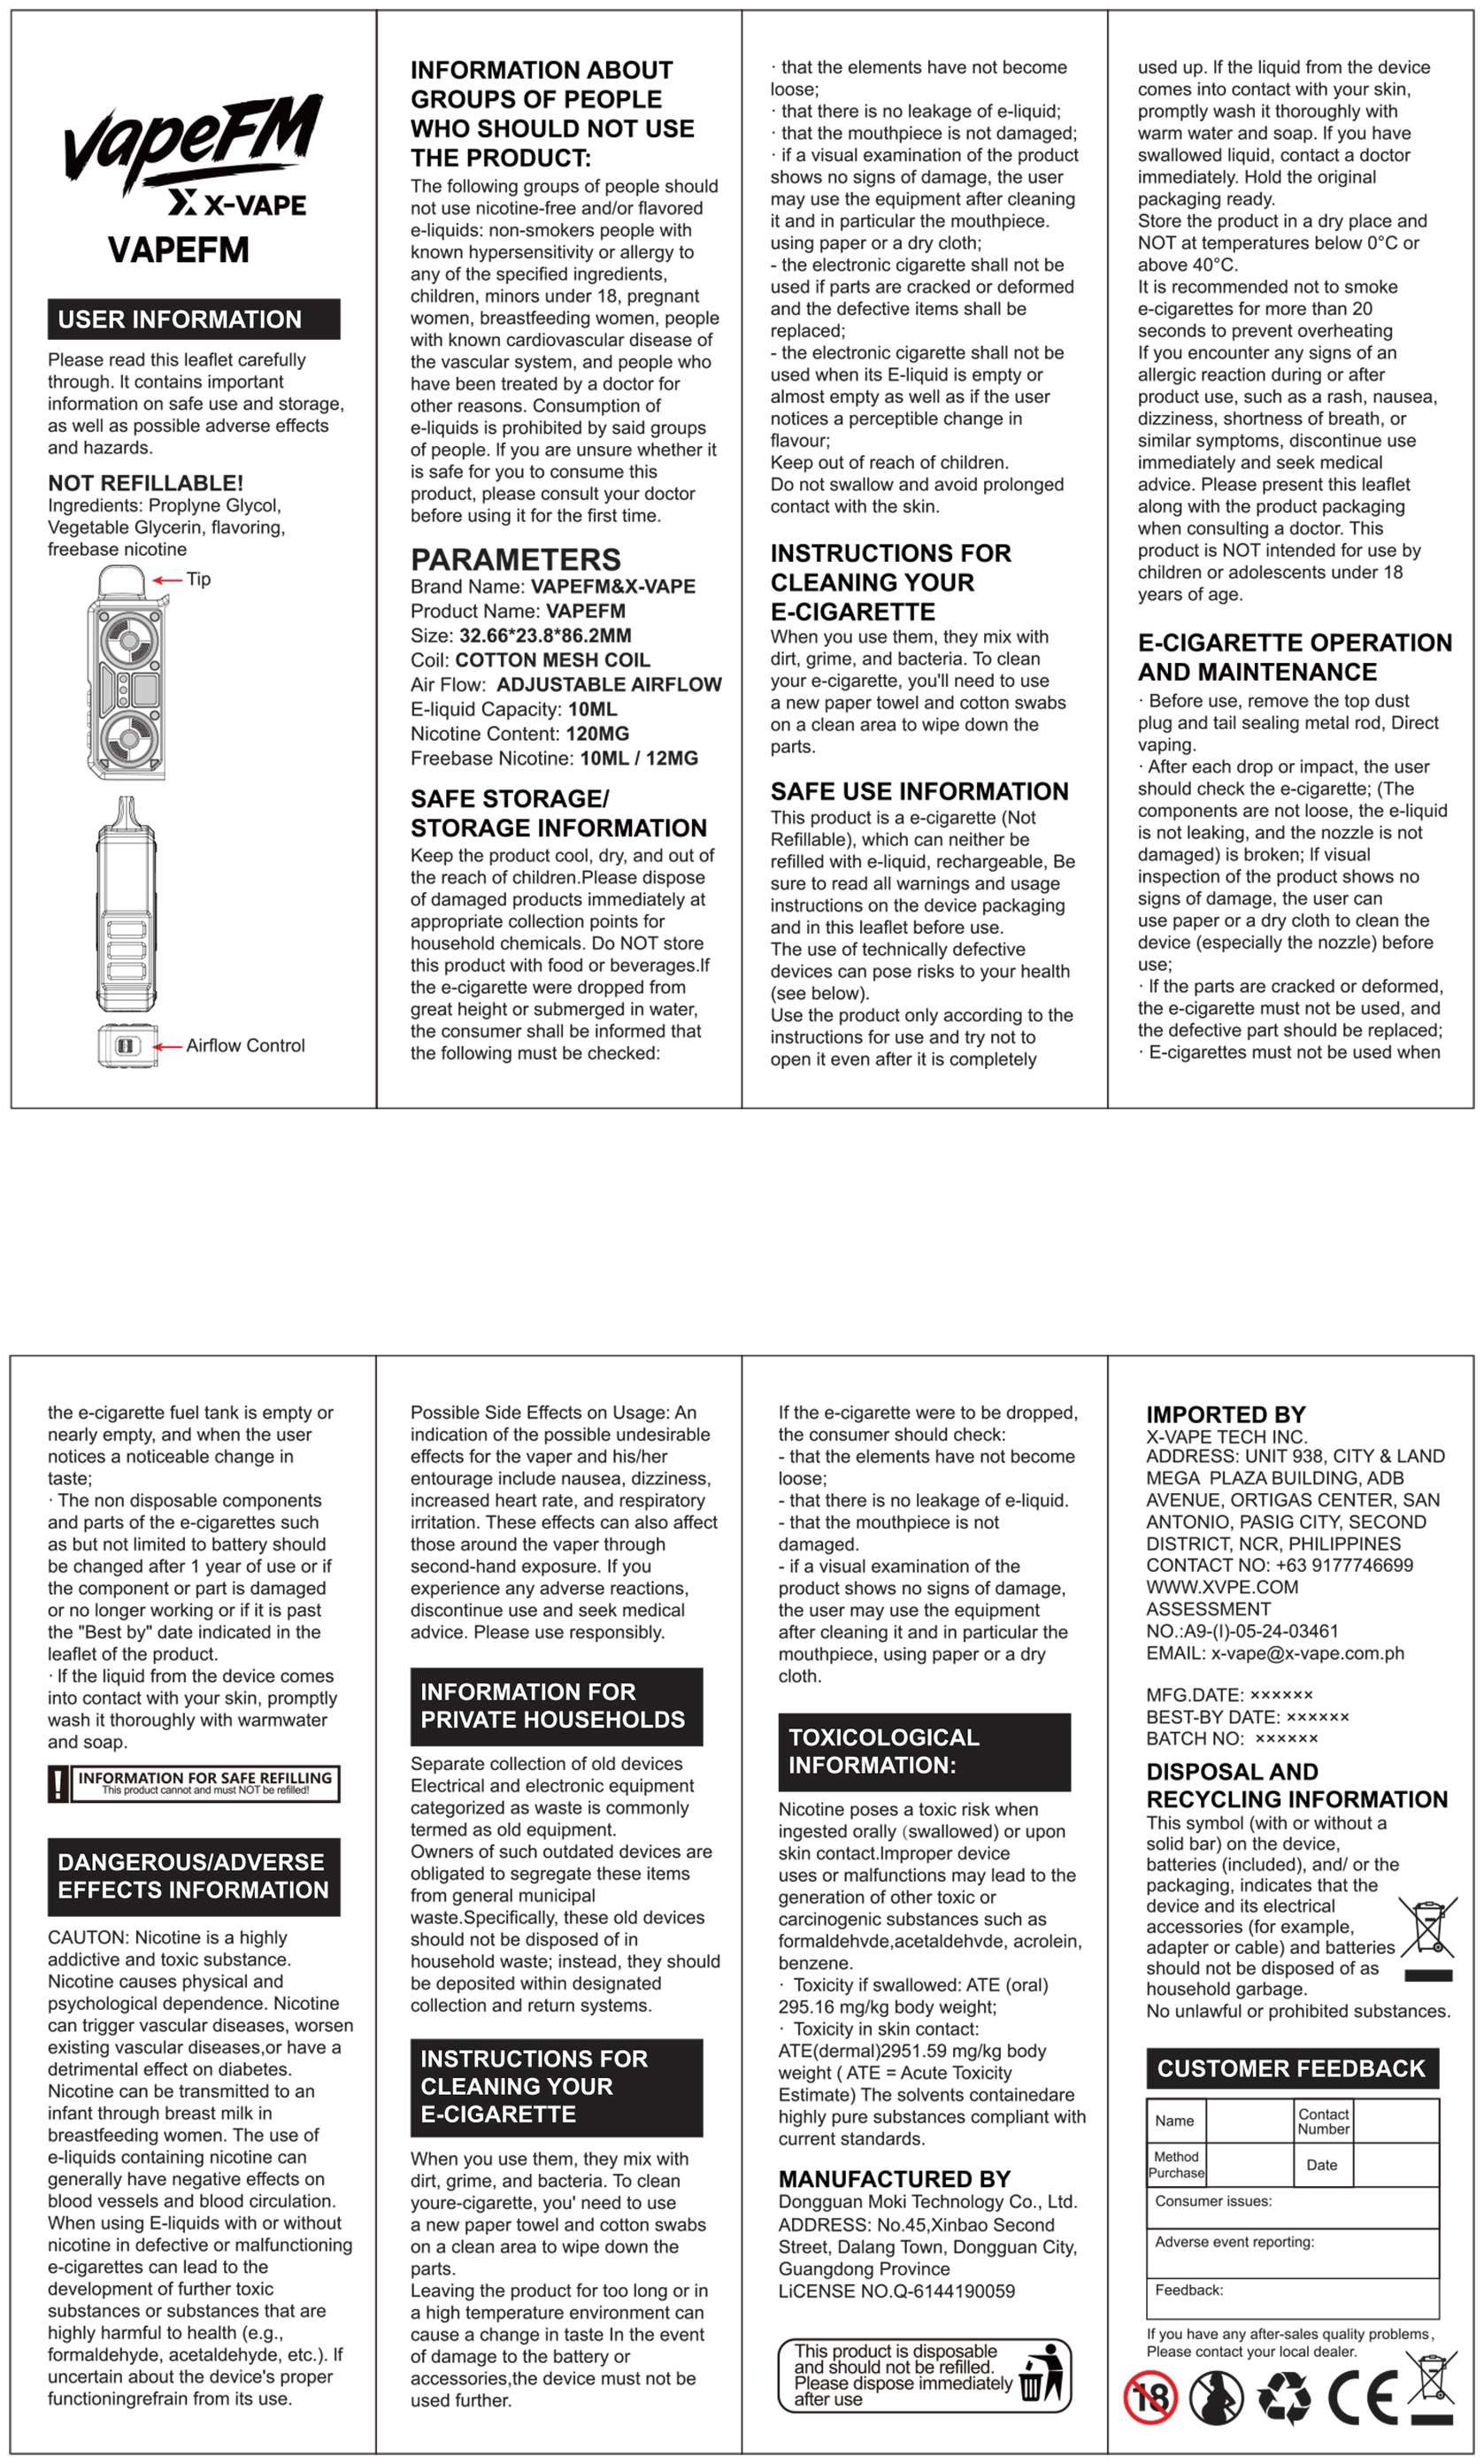 vapeFM
X-VAPE
VAPEFM
USER INFORMATION
Please read this leaflet carefully
through. It contains important
information on safe use and storage,
as well as possible adverse effects
and hazards.
NOT REFILLABLE!
Ingredients: Proplyne Glycol,
Vegetable Glycerin, flavoring,
freebase nicotine
Tip
Airflow Control
INFORMATION ABOUT
GROUPS OF PEOPLE
WHO SHOULD NOT USE
THE PRODUCT:
The following groups of people should
not use nicotine-free and/or flavored
e-liquids: non-smokers people with
known hypersensitivity or allergy to
any of the specified ingredients,
children, minors under 18, pregnant
women, breastfeeding women, people
with known cardiovascular disease of
the vascular system, and people who
have been treated by a doctor for
other reasons. Consumption of
e-liquids is prohibited by said groups
of people. If you are unsure whether it
is safe for you to consume this
product, please consult your doctor
before using it for the first time.
PARAMETERS
Brand Name: VAPEFM&X-VAPE
Product Name: VAPEFM
Size: 32.66*23.8*86.2MM
Coil: COTTON MESH COIL
Air Flow: ADJUSTABLE AIRFLOW
E-liquid Capacity: 10ML
Nicotine Content: 120MG
Freebase Nicotine: 10ML / 12MG
SAFE STORAGE/
STORAGE INFORMATION
Keep the product cool, dry, and out of
the reach of children.Please dispose
of damaged products immediately at
appropriate collection points for
household chemicals. Do NOT store
this product with food or beverages.If
the e-cigarette were dropped from
great height or submerged in water,
the consumer shall be informed that
the following must be checked:
· that the elements have not become
loose;
· that there is no leakage of e-liquid;
· that the mouthpiece is not damaged;
· if a visual examination of the product
shows no signs of damage, the user
may use the equipment after cleaning
it and in particular the mouthpiece.
using paper or a dry cloth;
- the electronic cigarette shall not be
used if parts are cracked or deformed
and the defective items shall be
replaced;
- the electronic cigarette shall not be
used when its E-liquid is empty or
almost empty as well as if the user
notices a perceptible change in
flavour;
Keep out of reach of children.
Do not swallow and avoid prolonged
contact with the skin.
INSTRUCTIONS FOR
CLEANING YOUR
E-CIGARETTE
When you use them, they mix with
dirt, grime, and bacteria. To clean
your e-cigarette, you'll need to use
a new paper towel and cotton swabs
on a clean area to wipe down the
parts.
SAFE USE INFORMATION
This product is a e-cigarette (Not
Refillable), which can neither be
refilled with e-liquid, rechargeable, Be
sure to read all warnings and usage
instructions on the device packaging
and in this leaflet before use.
The use of technically defective
devices can pose risks to your health
(see below).
Use the product only according to the
instructions for use and try not to
open it even after it is completely
used up. If the liquid from the device
comes into contact with your skin,
promptly wash it thoroughly with
warm water and soap. If you have
swallowed liquid, contact a doctor
immediately. Hold the original
packaging ready.
Store the product in a dry place and
NOT at temperatures below 0°C or
above 40°C.
It is recommended not to smoke
e-cigarettes for more than 20
seconds to prevent overheating
If you encounter any signs of an
allergic reaction during or after
product use, such as a rash, nausea,
dizziness, shortness of breath, or
similar symptoms, discontinue use
immediately and seek medical
advice. Please present this leaflet
along with the product packaging
when consulting a doctor. This
product is NOT intended for use by
children or adolescents under 18
years of age.
E-CIGARETTE OPERATION
AND MAINTENANCE
· Before use, remove the top dust
plug and tail sealing metal rod, Direct
vaping.
· After each drop or impact, the user
should check the e-cigarette; (The
components are not loose, the e-liquid
is not leaking, and the nozzle is not
damaged) is broken; If visual
inspection of the product shows no
signs of damage, the user can
use paper or a dry cloth to clean the
device (especially the nozzle) before
use;
· If the parts are cracked or deformed,
the e-cigarette must not be used, and
the defective part should be replaced;
· E-cigarettes must not be used when
the e-cigarette fuel tank is empty or
nearly empty, and when the user
notices a noticeable change in
taste;
· The non disposable components
and parts of the e-cigarettes such
as but not limited to battery should
be changed after 1 year of use or if
the component or part is damaged
or no longer working or if it is past
the "Best by" date indicated in the
leaflet of the product.
· If the liquid from the device comes
into contact with your skin, promptly
wash it thoroughly with warmwater
and soap.
! INFORMATION FOR SAFE REFILLING
This product cannot and must NOT be refilled!
DANGEROUS/ADVERSE
EFFECTS INFORMATION
CAUTON: Nicotine is a highly
addictive and toxic substance.
Nicotine causes physical and
psychological dependence. Nicotine
can trigger vascular diseases, worsen
existing vascular diseases,or have a
detrimental effect on diabetes.
Nicotine can be transmitted to an
infant through breast milk in
breastfeeding women. The use of
e-liquids containing nicotine can
generally have negative effects on
blood vessels and blood circulation.
When using E-liquids with or without
nicotine in defective or malfunctioning
e-cigarettes can lead to the
development of further toxic
substances or substances that are
highly harmful to health (e.g.,
formaldehyde, acetaldehyde, etc.). If
uncertain about the device's proper
functioningrefrain from its use.
Possible Side Effects on Usage: An
indication of the possible undesirable
effects for the vaper and his/her
entourage include nausea, dizziness,
increased heart rate, and respiratory
irritation. These effects can also affect
those around the vaper through
second-hand exposure. If you
experience any adverse reactions,
discontinue use and seek medical
advice. Please use responsibly.
INFORMATION FOR
PRIVATE HOUSEHOLDS
Separate collection of old devices
Electrical and electronic equipment
categorized as waste is commonly
termed as old equipment.
Owners of such outdated devices are
obligated to segregate these items
from general municipal
waste.Specifically, these old devices
should not be disposed of in
household waste; instead, they should
be deposited within designated
collection and return systems.
INSTRUCTIONS FOR
CLEANING YOUR
E-CIGARETTE
When you use them, they mix with
dirt, grime, and bacteria. To clean
youre-cigarette, you' need to use
a new paper towel and cotton swabs
on a clean area to wipe down the
parts.
Leaving the product for too long or in
a high temperature environment can
cause a change in taste In the event
of damage to the battery or
accessories,the device must not be
used further.
If the e-cigarette were to be dropped,
the consumer should check:
- that the elements have not become
loose;
- that there is no leakage of e-liquid.
- that the mouthpiece is not
damaged.
- if a visual examination of the
product shows no signs of damage,
the user may use the equipment
after cleaning it and in particular the
mouthpiece, using paper or a dry
cloth.
TOXICOLOGICAL
INFORMATION:
Nicotine poses a toxic risk when
ingested orally (swallowed) or upon
skin contact.Improper device
uses or malfunctions may lead to the
generation of other toxic or
carcinogenic substances such as
formaldehvde,acetaldehvde, acrolein,
benzene.
· Toxicity if swallowed: ATE (oral)
295.16 mg/kg body weight;
· Toxicity in skin contact:
ATE(dermal)2951.59 mg/kg body
weight ( ATE = Acute Toxicity
Estimate) The solvents containedare
highly pure substances compliant with
current standards.
MANUFACTURED BY
Dongguan Moki Technology Co., Ltd.
ADDRESS: No.45,Xinbao Second
Street, Dalang Town, Dongguan City,
Guangdong Province
LiCENSE NO.Q-6144190059
This product is disposable
and should not be refilled.
Please dispose immediately
after use
IMPORTED BY
X-VAPE TECH INC.
ADDRESS: UNIT 938, CITY & LAND
MEGA PLAZA BUILDING, ADB
AVENUE, ORTIGAS CENTER, SAN
ANTONIO, PASIG CITY, SECOND
DISTRICT, NCR, PHILIPPINES
CONTACT NO: +63 9177746699
WWW.XVPE.COM
ASSESSMENT
NO.:A9-(I)-05-24-03461
EMAIL: x-vape@x-vape.com.ph
MFG.DATE: ××××××
BEST-BY DATE: ××××××
BATCH NO: ××××××
DISPOSAL AND
RECYCLING INFORMATION
This symbol (with or without a
solid bar) on the device,
batteries (included), and/ or the
packaging, indicates that the
device and its electrical
accessories (for example,
adapter or cable) and batteries
should not be disposed of as
household garbage.
No unlawful or prohibited substances.
CUSTOMER FEEDBACK
Name
Contact
Number
Method
Purchase
Date
Consumer issues:
Adverse event reporting:
Feedback:
If you have any after-sales quality problems,
Please contact your local dealer.
18
CE